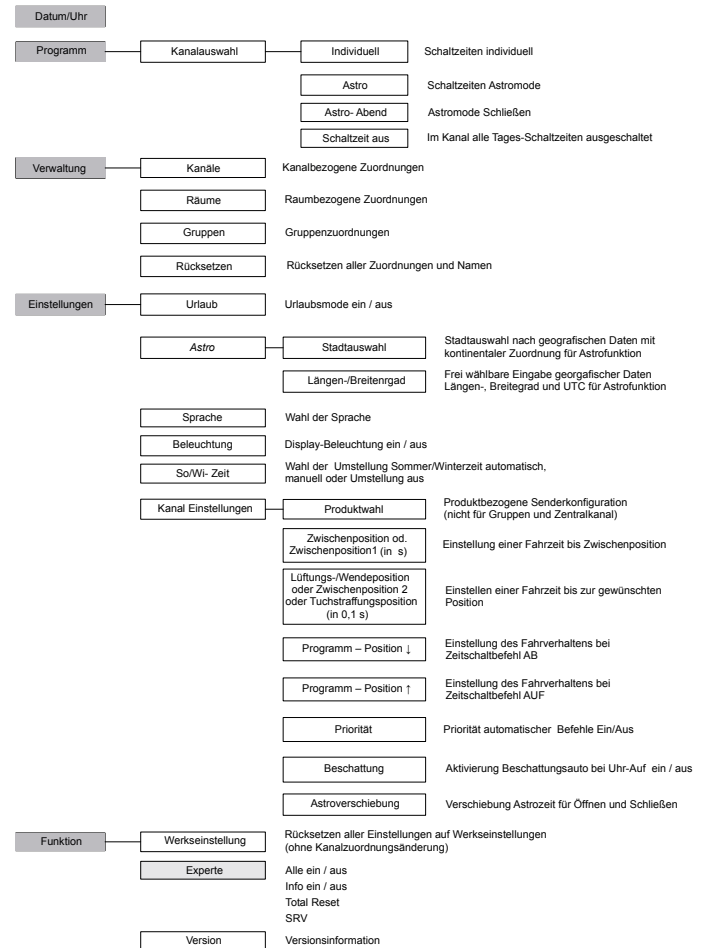 Datum/Uhr
Programm
Kanalauswahl
Individuell
Schaltzeiten individuell
Astro
Schaltzeiten Astromode
Astro- Abend
Astromode Schließen
Schaltzeit aus
Im Kanal alle Tages-Schaltzeiten ausgeschaltet
Verwaltung
Kanäle
Kanalbezogene Zuordnungen
Räume
Raumbezogene Zuordnungen
Gruppen
Gruppenzuordnungen
Rücksetzen
Rücksetzen aller Zuordnungen und Namen
Einstellungen
Urlaub
Urlaubsmode ein / aus
Astro
Stadtauswahl
Stadtauswahl nach geografischen Daten mit
kontinentaler Zuordnung für Astrofunktion
Längen-/Breitenrgad
Frei wählbare Eingabe georgafischer Daten
Längen-, Breitegrad und UTC für Astrofunktion
Sprache
Wahl der Sprache
Beleuchtung
Display-Beleuchtung ein / aus
So/Wi- Zeit
Wahl der Umstellung Sommer/Winterzeit automatisch,
manuell oder Umstellung aus
Kanal Einstellungen
Produktwahl
Produktbezogene Senderkonfiguration
(nicht für Gruppen und Zentralkanal)
Zwischenposition od.
Zwischenposition1 (in s)
Einstellung einer Fahrzeit bis Zwischenposition
Lüftungs-/Wendeposition
oder Zwischenposition 2
oder Tuchstraffungsposition
(in 0,1 s)
Einstellen einer Fahrzeit bis zur gewünschten
Position
Programm – Position ↓
Einstellung des Fahrverhaltens bei
Zeitschaltbefehl AB
Programm – Position ↑
Einstellung des Fahrverhaltens bei
Zeitschaltbefehl AUF
Priorität
Priorität automatischer Befehle Ein/Aus
Beschattung
Aktivierung Beschattungsauto bei Uhr-Auf ein / aus
Astroverschiebung
Verschiebung Astrozeit für Öffnen und Schließen
Funktion
Werkseinstellung
Rücksetzen aller Einstellungen auf Werkseinstellungen
(ohne Kanalzuordnungsänderung)
Experte
Alle ein / aus
Info ein / aus
Total Reset
SRV
Version
Versionsinformation